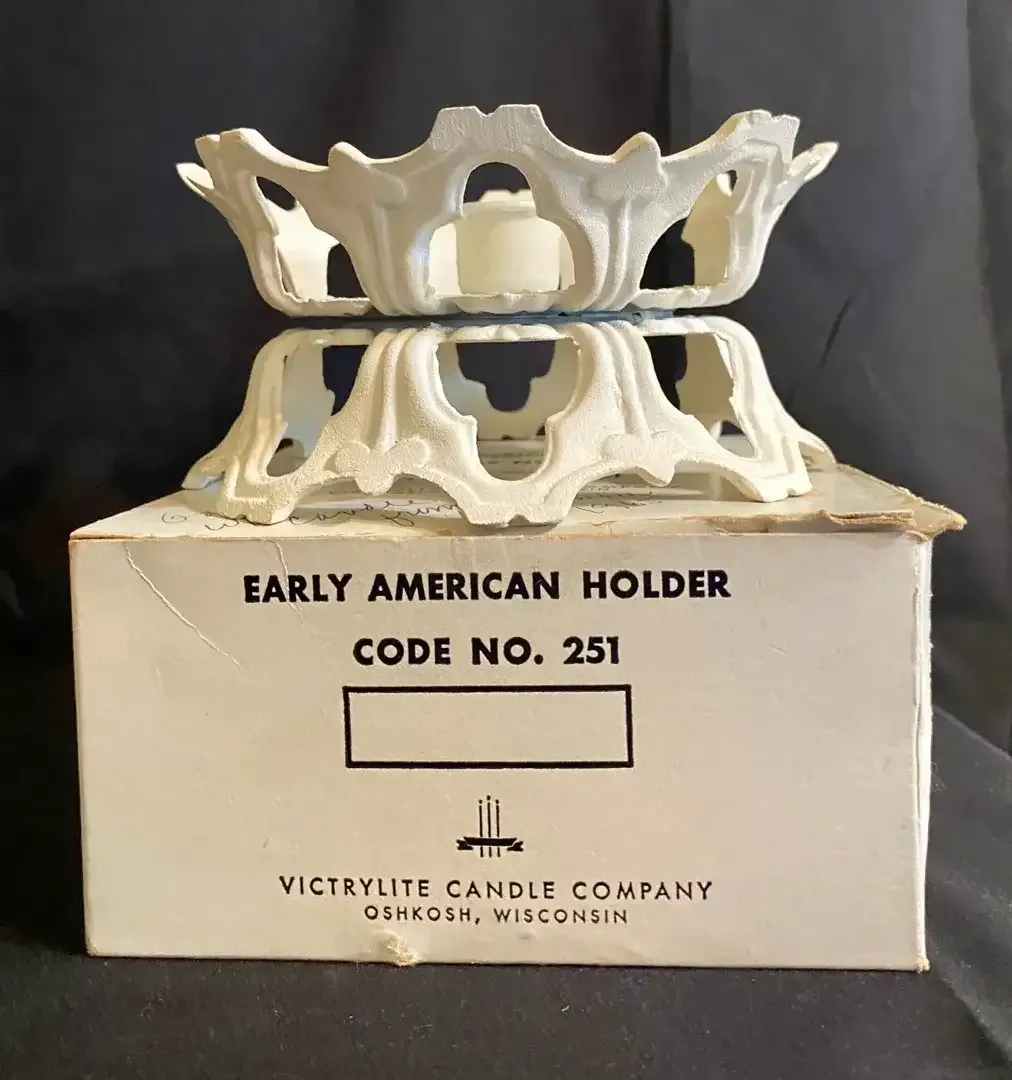 EARLY AMERICAN HOLDER
CODE NO. 251
VICTRYLITE CANDLE COMPANY
OSHKOSH, WISCONSIN